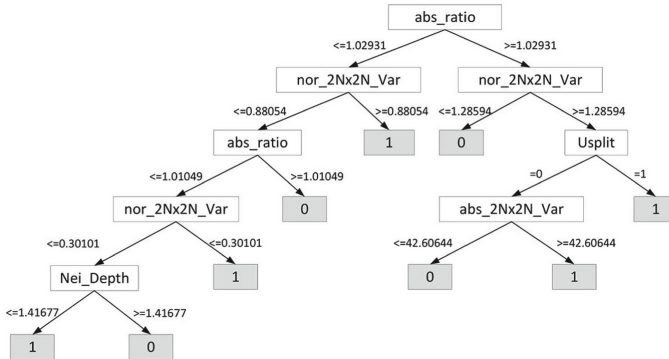 abs_ratio
<=1.02931 >=1.02931
nor_2Nx2N_Var nor_2Nx2N_Var
<=0.88054 >=0.88054 <=1.28594 >=1.28594
abs_ratio 1 0 Usplit
<=1.01049 >=1.01049 =0 =1
nor_2Nx2N_Var 0 abs_2Nx2N_Var 1
<=0.30101 <=0.30101 <=42.60644 >=42.60644
Nei_Depth 1 0 1
<=1.41677 >=1.41677
1 0